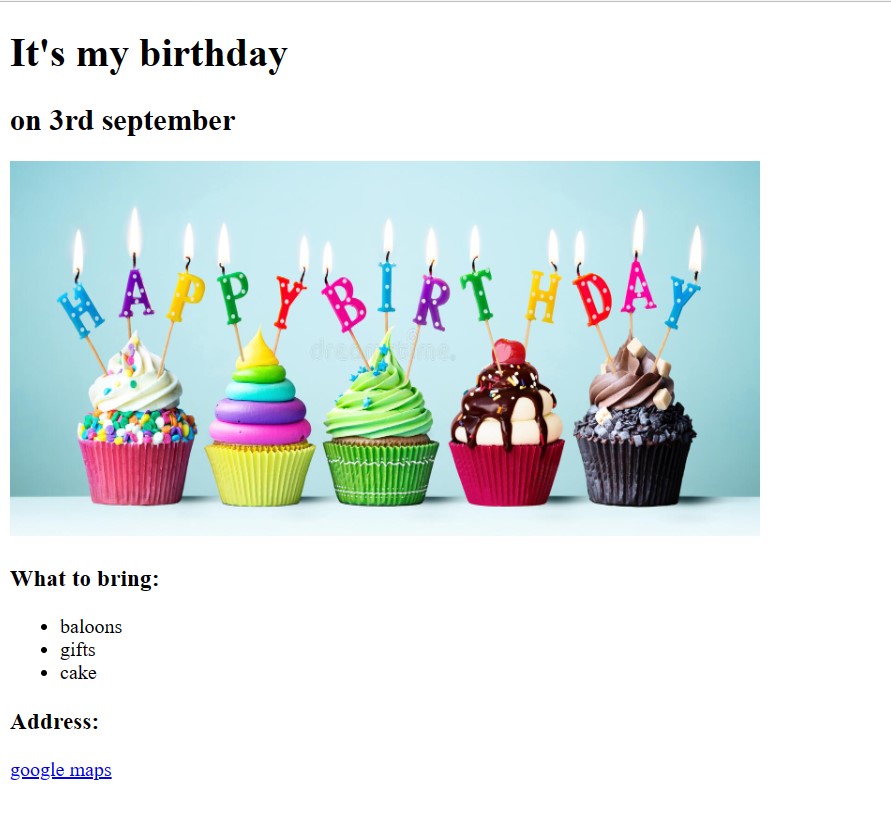 It's my birthday
on 3rd september
HAPPY BIRTHDAY
dreamstime.
What to bring:
baloons
gifts
cake
Address:
google maps